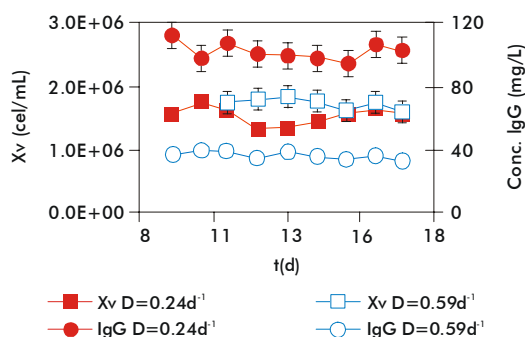 3.0E+06
2.0E+06
1.0E+06
0.0E+00
Xv (cel/mL)
120
80
40
0
Conc. IgG (mg/L)
8 11 13 16 18
t(d)
Xv D=0.24d⁻¹ Xv D=0.59d⁻¹
IgG D=0.24d⁻¹ IgG D=0.59d⁻¹